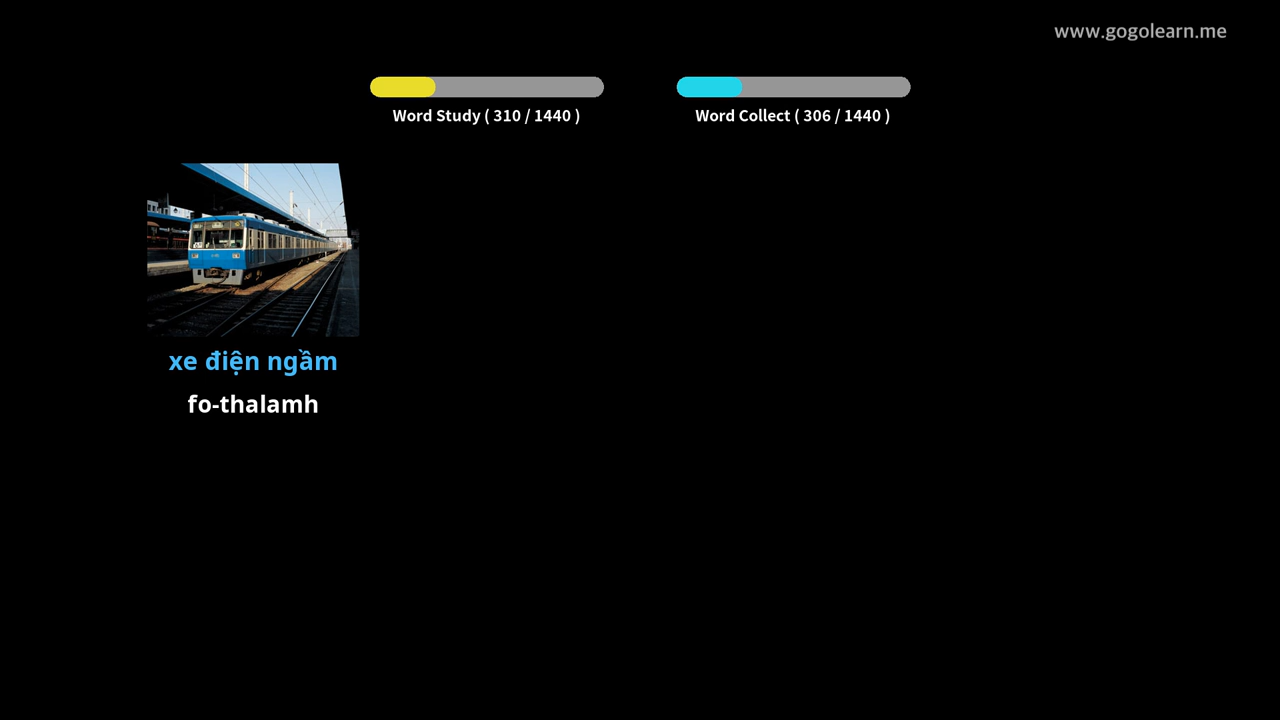 www.gogolearn.me
Word Study ( 310 / 1440 )
Word Collect ( 306 / 1440 )
xe điện ngầm
fo-thalamh